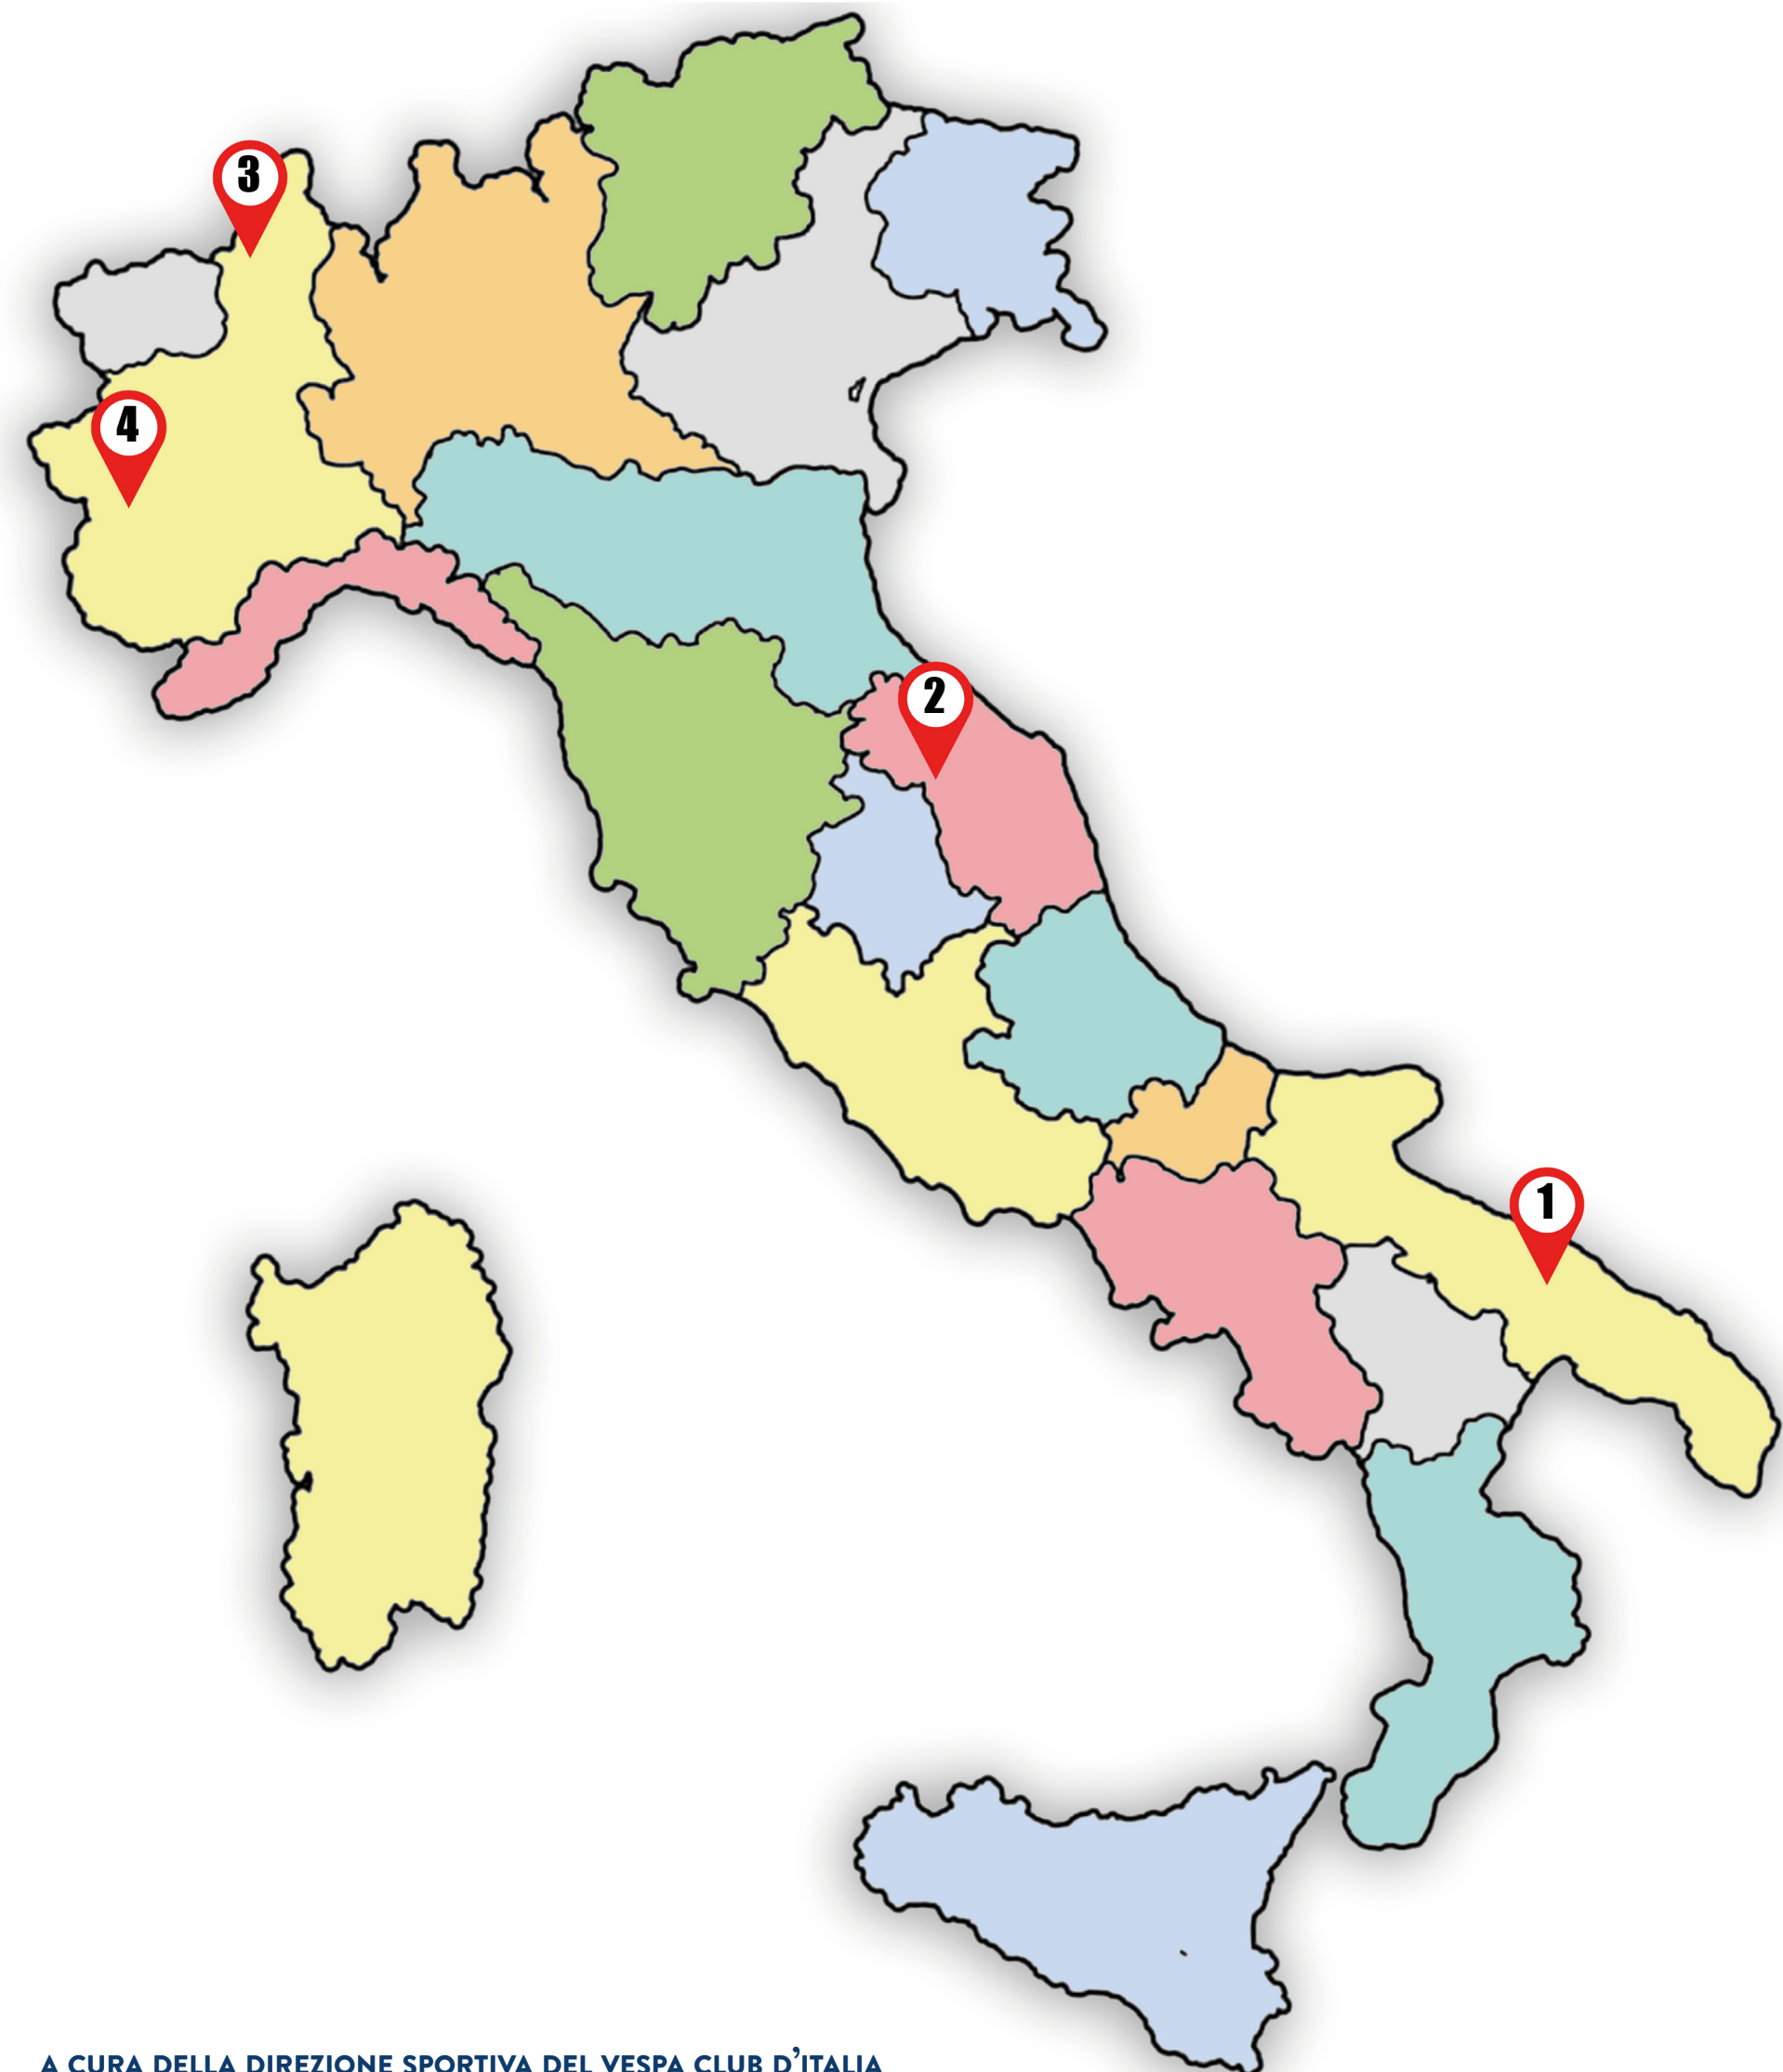 3
4
2
1
A CURA DELLA DIREZIONE SPORTIVA DEL VESPA CLUB D’ITALIA